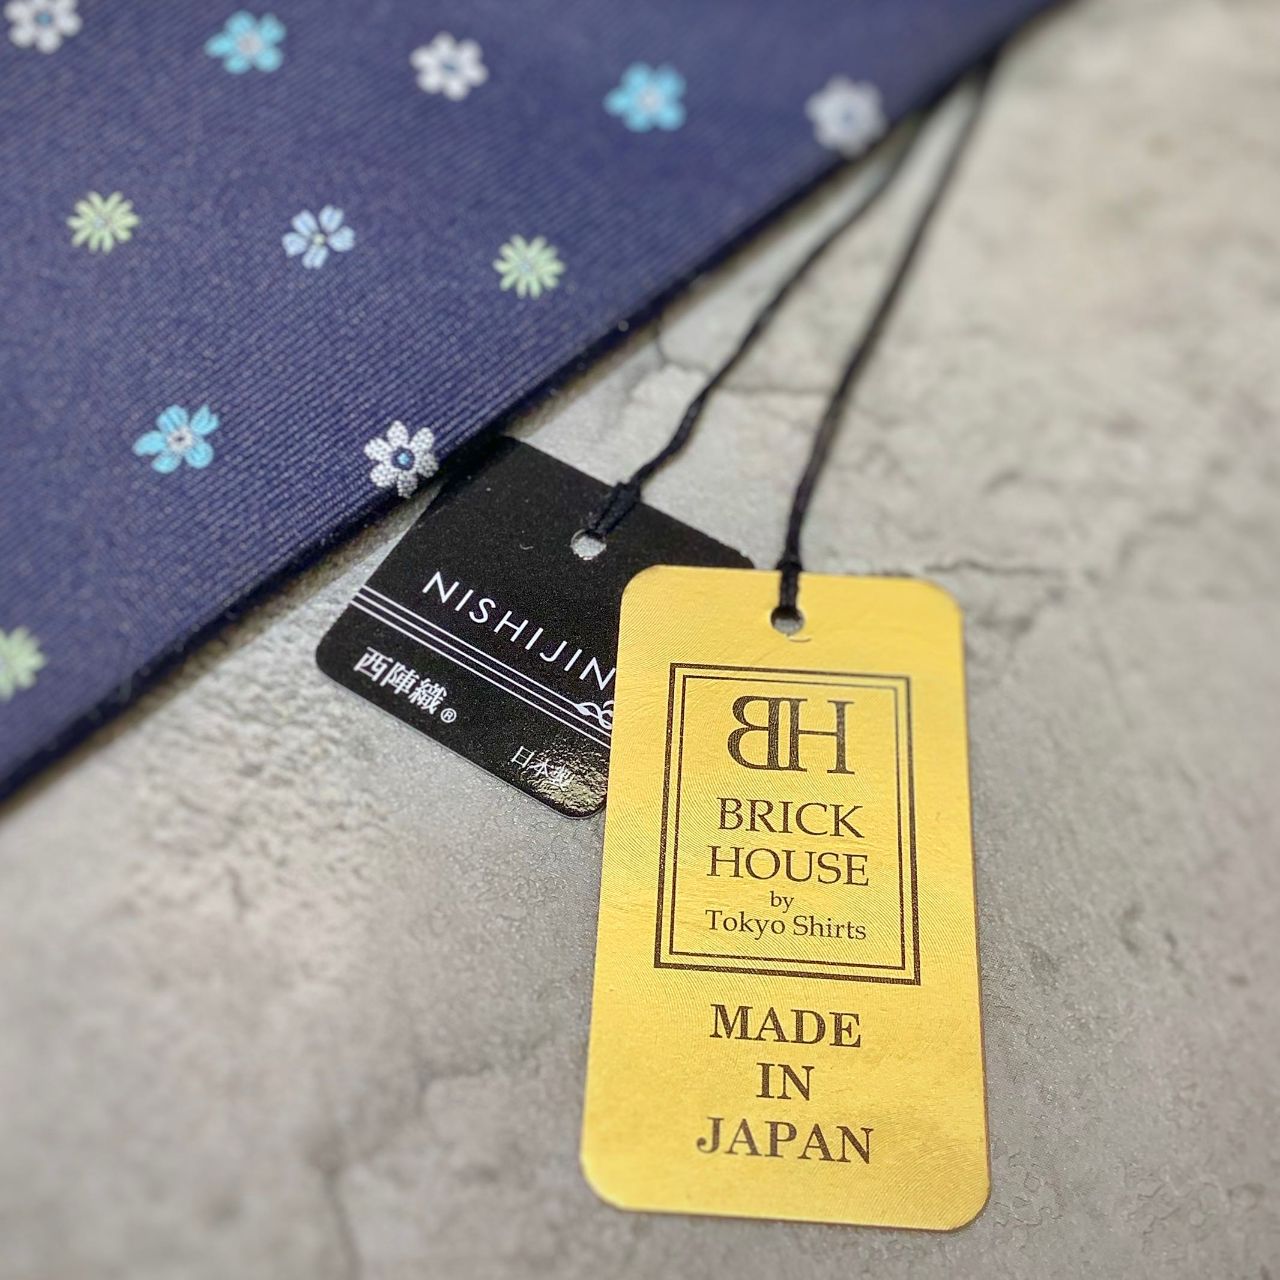 NISHIJIN
西陣織®
日本製
BH
BRICK
HOUSE
by
Tokyo Shirts
MADE
IN
JAPAN